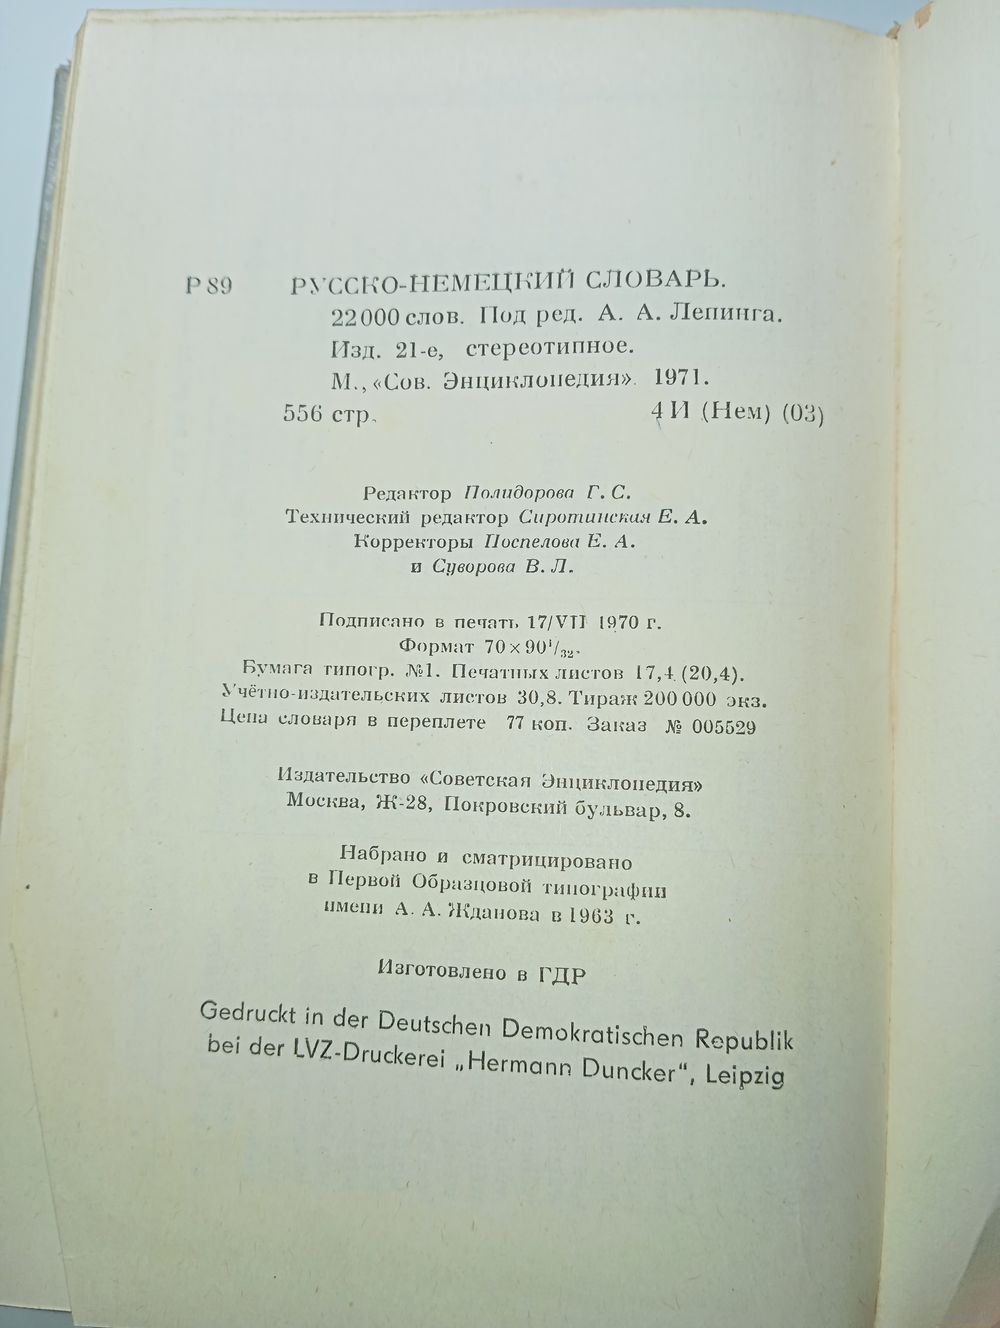 Р 89 РУССКО-НЕМЕЦКИЙ СЛОВАРЬ.
22 000 слов. Под ред. А. А. Лепинга.
Изд. 21-е, стереотипное.
М., «Сов. Энциклопедия». 1971.
556 стр. 4 И (Нем) (03)
Редактор Полидорова Г. С.
Технический редактор Сиротинская Е. А.
Корректоры Поспелова Е. А.
и Суворова В. Л.
Подписано в печать 17/VII 1970 г.
Формат 70 × 90¹/₃₂.
Бумага типогр. №1. Печатных листов 17,4 (20,4).
Учётно-издательских листов 30,8. Тираж 200 000 экз.
Цена словаря в переплете 77 коп. Заказ № 005529
Издательство «Советская Энциклопедия»
Москва, Ж-28, Покровский бульвар, 8.
Набрано и сматрицировано
в Первой Образцовой типографии
имени А. А. Жданова в 1963 г.
Изготовлено в ГДР
Gedruckt in der Deutschen Demokratischen Republik
bei der LVZ-Druckerei „Hermann Duncker“, Leipzig